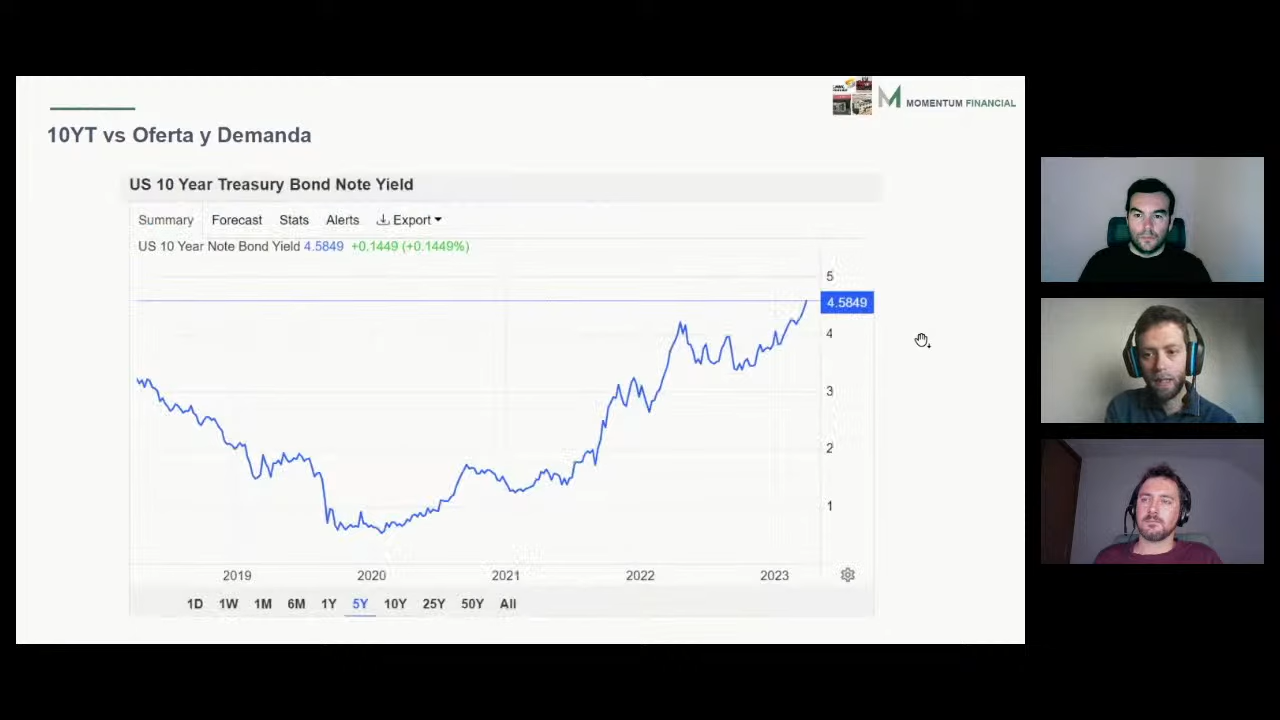 MOMENTUM FINANCIAL
10YT vs Oferta y Demanda
US 10 Year Treasury Bond Note Yield
Summary Forecast Stats Alerts Export
US 10 Year Note Bond Yield 4.5849 +0.1449 (+0.1449%)
5
4.5849
4
3
2
1
2019 2020 2021 2022 2023
1D 1W 1M 6M 1Y 5Y 10Y 25Y 50Y All